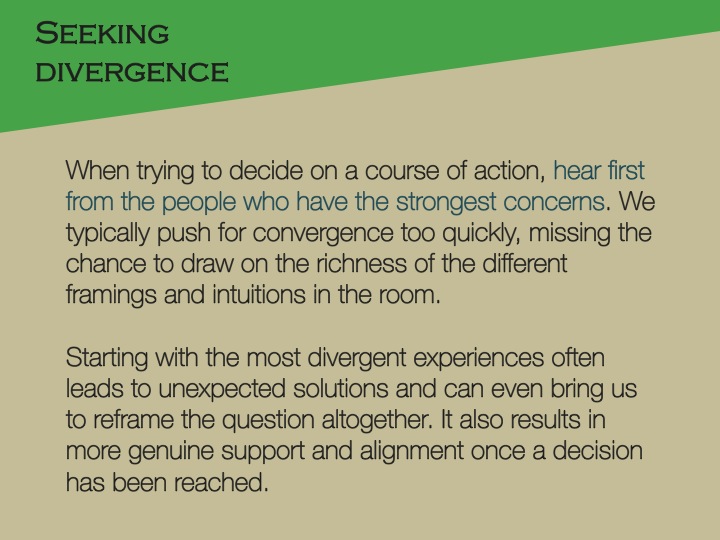 Seeking
divergence
When trying to decide on a course of action, hear first
from the people who have the strongest concerns. We
typically push for convergence too quickly, missing the
chance to draw on the richness of the different
framings and intuitions in the room.
Starting with the most divergent experiences often
leads to unexpected solutions and can even bring us
to reframe the question altogether. It also results in
more genuine support and alignment once a decision
has been reached.